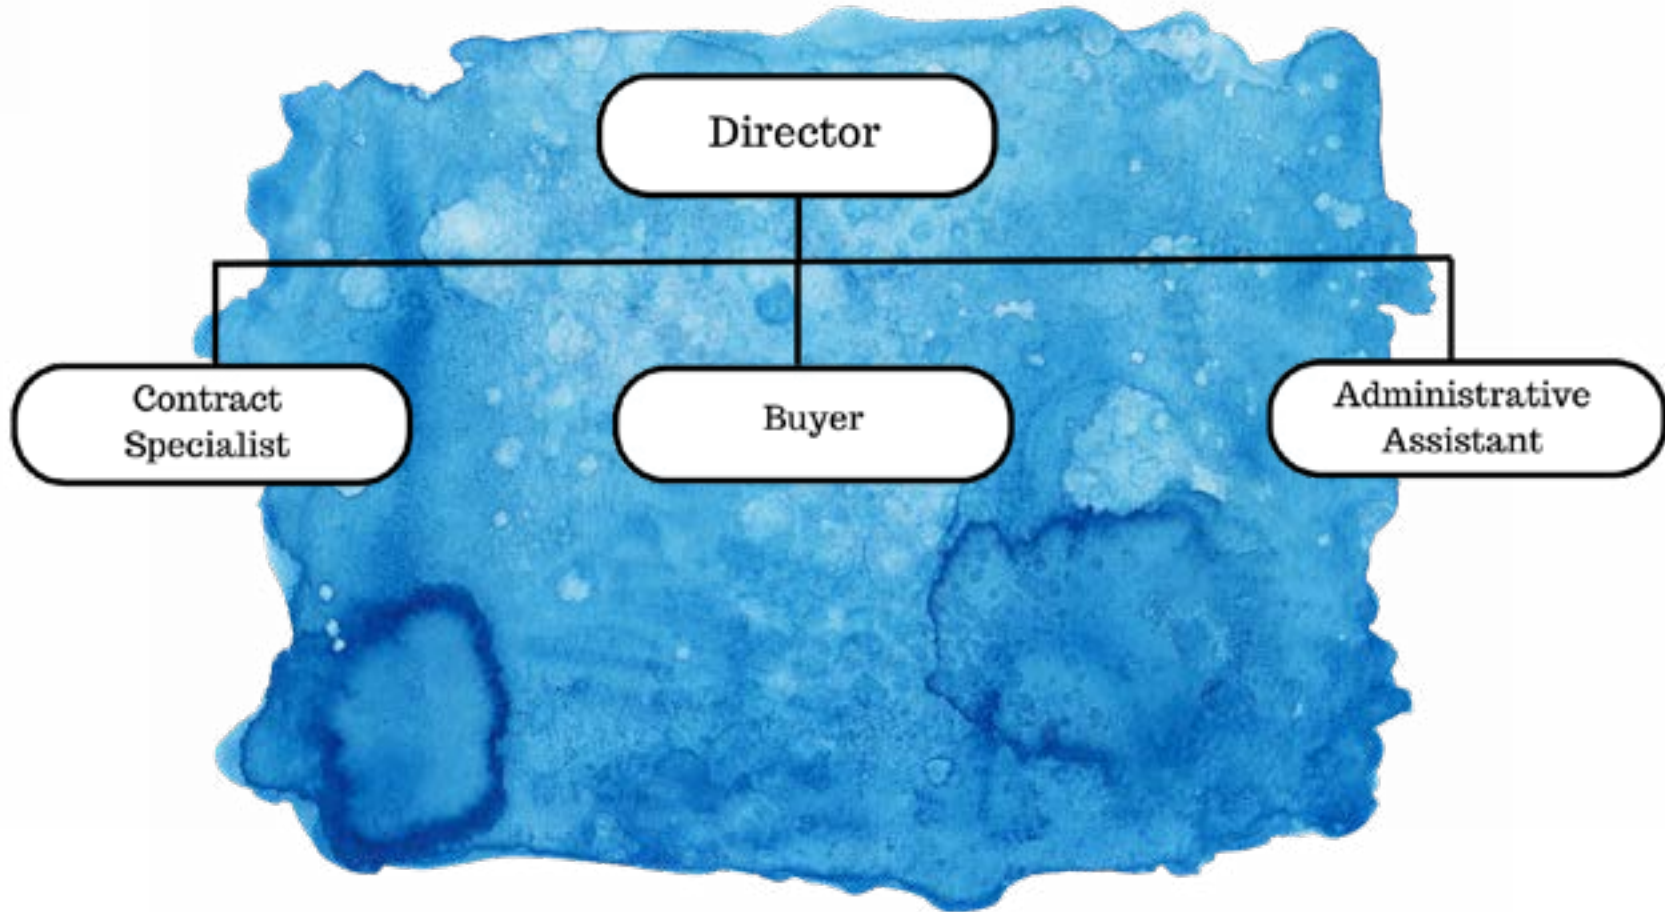 Director
Contract
Specialist
Buyer
Administrative
Assistant